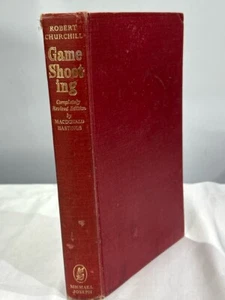 ROBERT
CHURCHILL
Game
Shoot
ing
Completely
Revised Edition
by
MACDONALD
HASTINGS
MICHAEL
JOSEPH